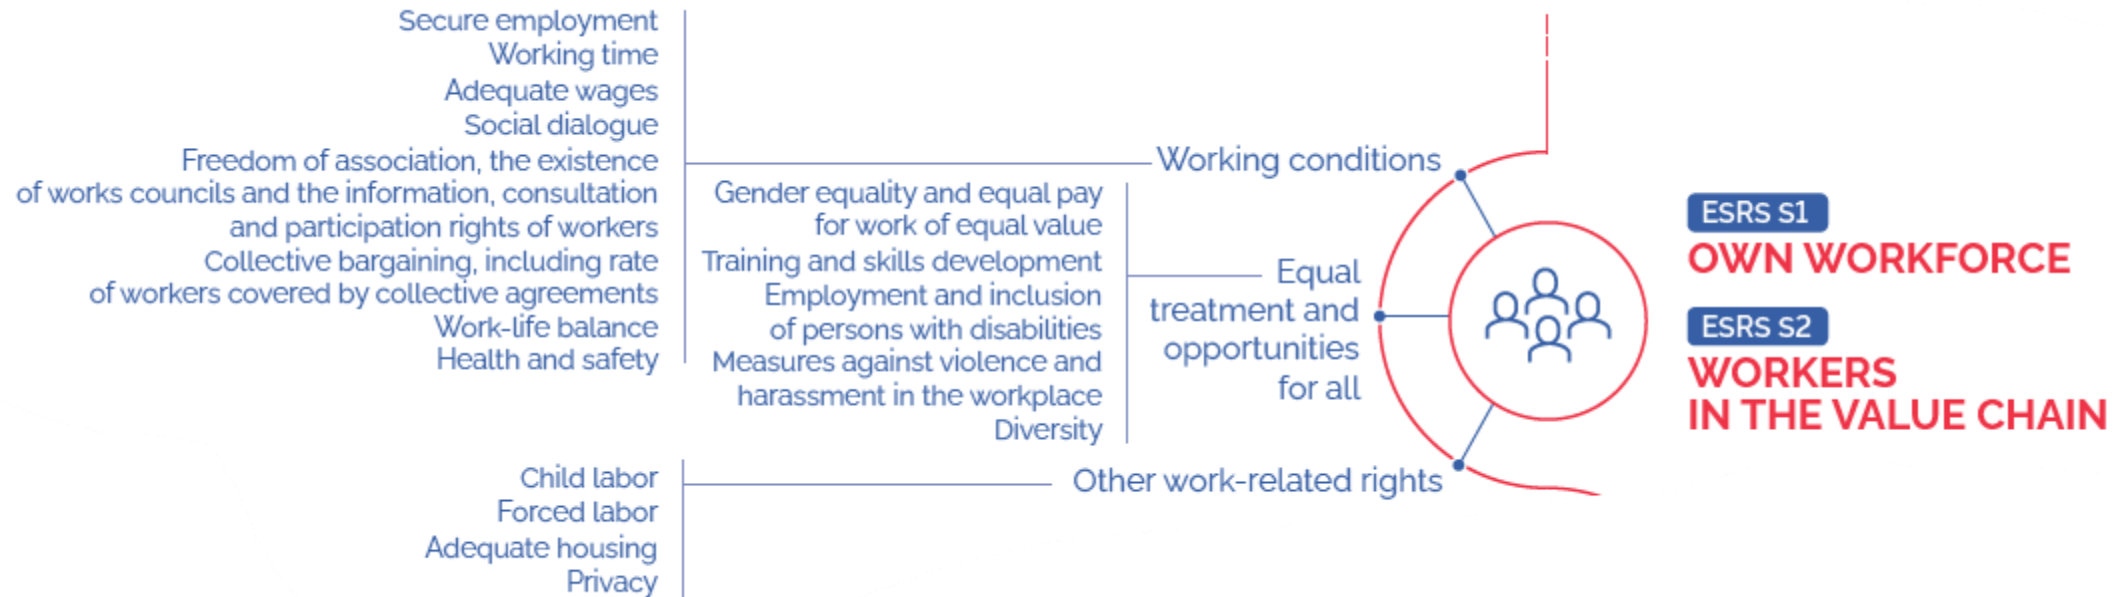 Secure employment
Working time
Adequate wages
Social dialogue
Freedom of association, the existence
of works councils and the information, consultation
and participation rights of workers
Collective bargaining, including rate
of workers covered by collective agreements
Work-life balance
Health and safety
Working conditions
Gender equality and equal pay
for work of equal value
Training and skills development
Employment and inclusion
of persons with disabilities
Measures against violence and
harassment in the workplace
Diversity
Equal
treatment and
opportunities
for all
Child labor
Forced labor
Adequate housing
Privacy
Other work-related rights
ESRS S1
OWN WORKFORCE
ESRS S2
WORKERS
IN THE VALUE CHAIN